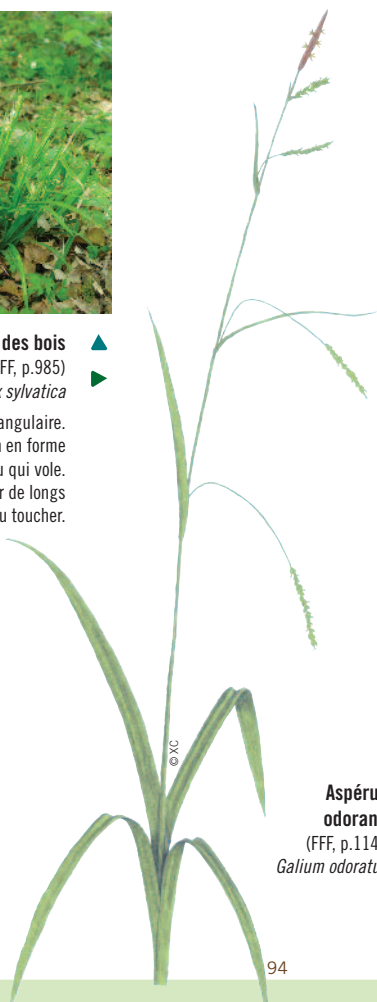 des bois
FF, p.985)
sylvatica
angulaire.
en forme
qui vole.
r de longs
u toucher.
© XC
Aspéru
odoran
(FFF, p.114
Galium odoratu
94